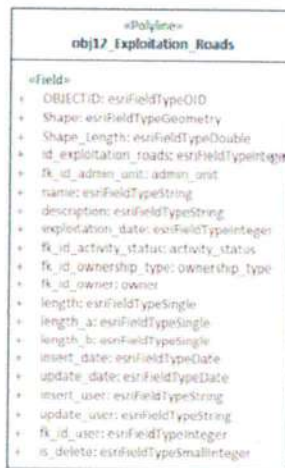 «Polyline»
obj12_Exploitation_Roads
«Field»
+ OBJECTID: esriFieldTypeOID
+ Shape: esriFieldTypeGeometry
+ Shape_Length: esriFieldTypeDouble
+ id_exploitation_roads: esriFieldTypeInteger
+ fk_id_admin_unit: admin_unit
+ name: esriFieldTypeString
+ description: esriFieldTypeString
+ exploitation_date: esriFieldTypeInteger
+ fk_id_activity_status: activity_status
+ fk_id_ownership_type: ownership_type
+ fk_id_owner: owner
+ length: esriFieldTypeSingle
+ length_a: esriFieldTypeSingle
+ length_b: esriFieldTypeSingle
+ insert_date: esriFieldTypeDate
+ update_date: esriFieldTypeDate
+ insert_user: esriFieldTypeString
+ update_user: esriFieldTypeString
+ fk_id_user: esriFieldTypeInteger
+ is_delete: esriFieldTypeSmallInteger